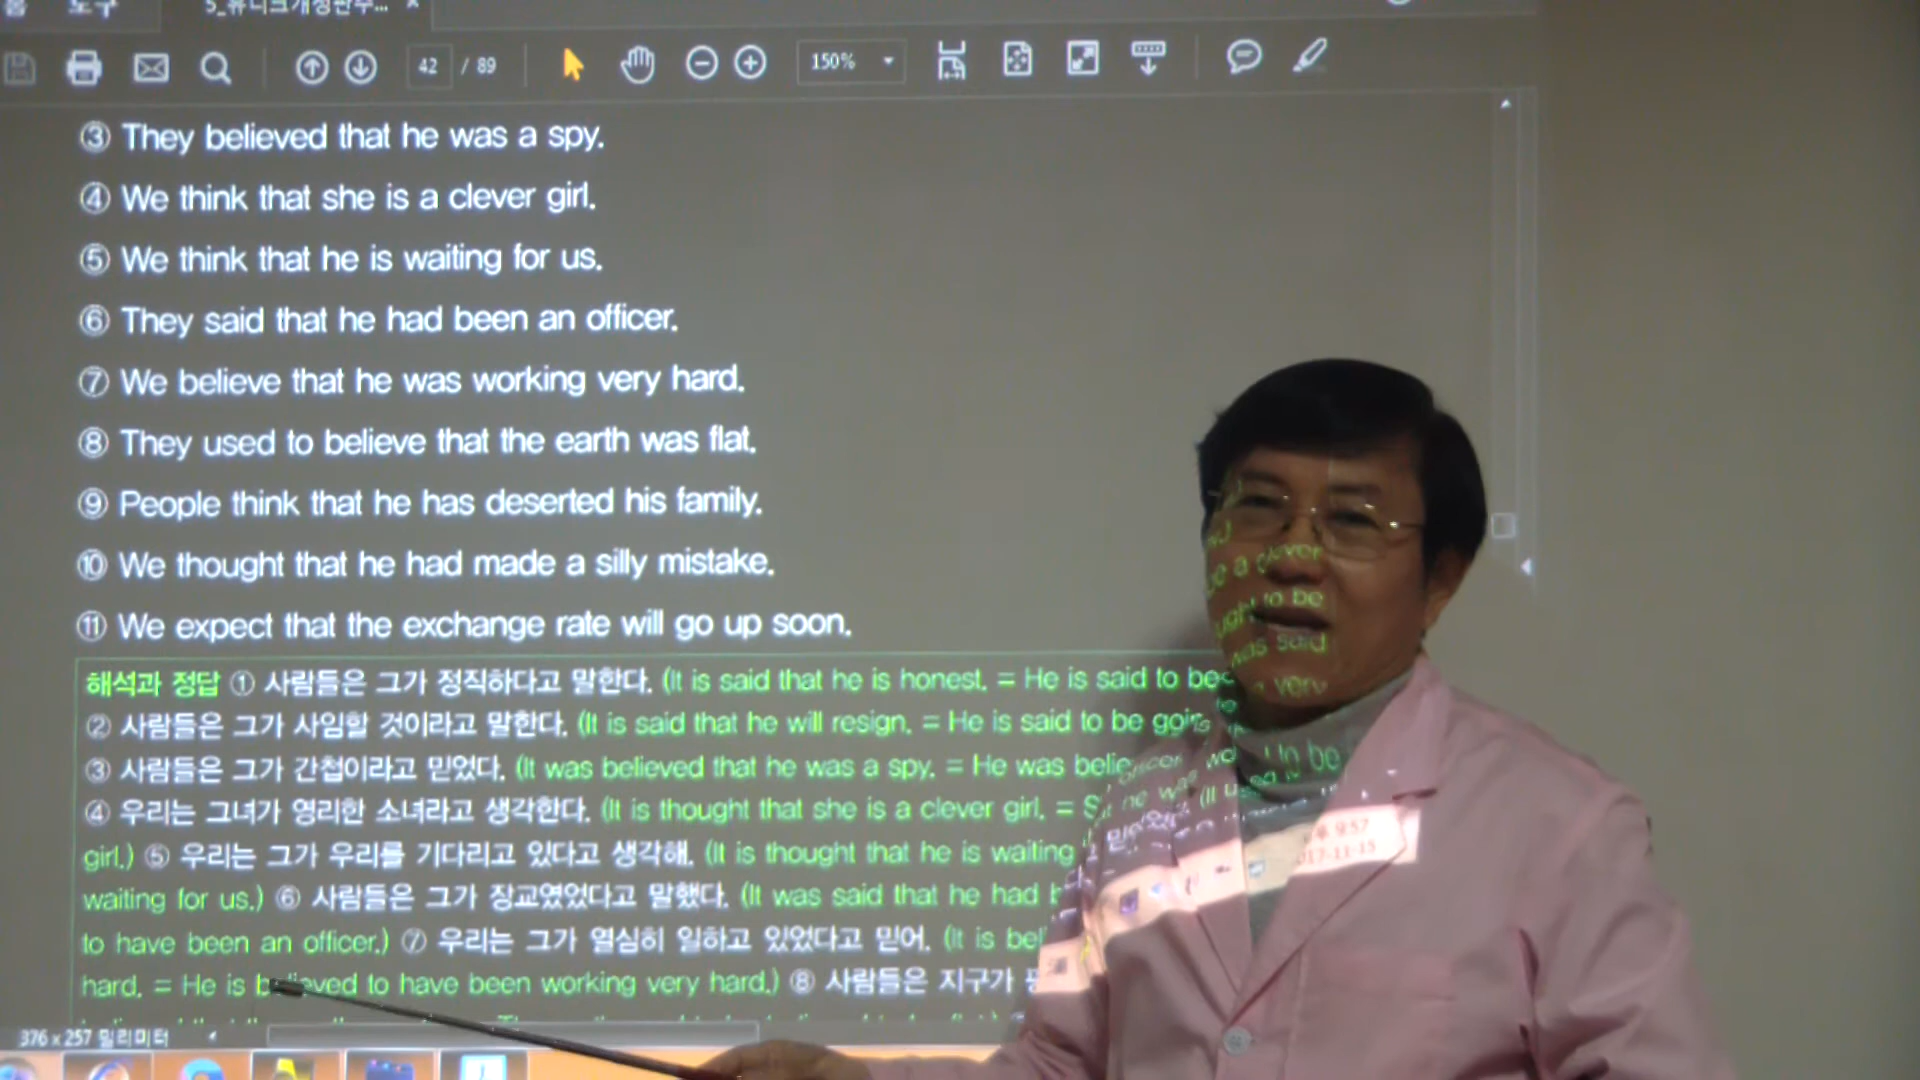 홈 도구
42 / 89
150%
③ They believed that he was a spy.
④ We think that she is a clever girl.
⑤ We think that he is waiting for us.
⑥ They said that he had been an officer.
⑦ We believe that he was working very hard.
⑧ They used to believe that the earth was flat.
⑨ People think that he has deserted his family.
⑩ We thought that he had made a silly mistake.
⑪ We expect that the exchange rate will go up soon.
해석과 정답 ① 사람들은 그가 정직하다고 말한다. (It is said that he is honest. = He is said to be
② 사람들은 그가 사임할 것이라고 말한다. (It is said that he will resign. = He is said to be going
③ 사람들은 그가 간첩이라고 믿었다. (It was believed that he was a spy. = He was
④ 우리는 그녀가 영리한 소녀라고 생각한다. (It is thought that she is a clever girl. =
girl.) ⑤ 우리는 그가 우리를 기다리고 있다고 생각해. (It is thought that he is waiting
waiting for us.) ⑥ 사람들은 그가 장교였었다고 말했다. (It was said that he had
to have been an officer.) ⑦ 우리는 그가 열심히 일하고 있었다고 믿어. (It is
hard. = He is believed to have been working very hard.) ⑧ 사람들은 지구가
376 x 257 밀리미터